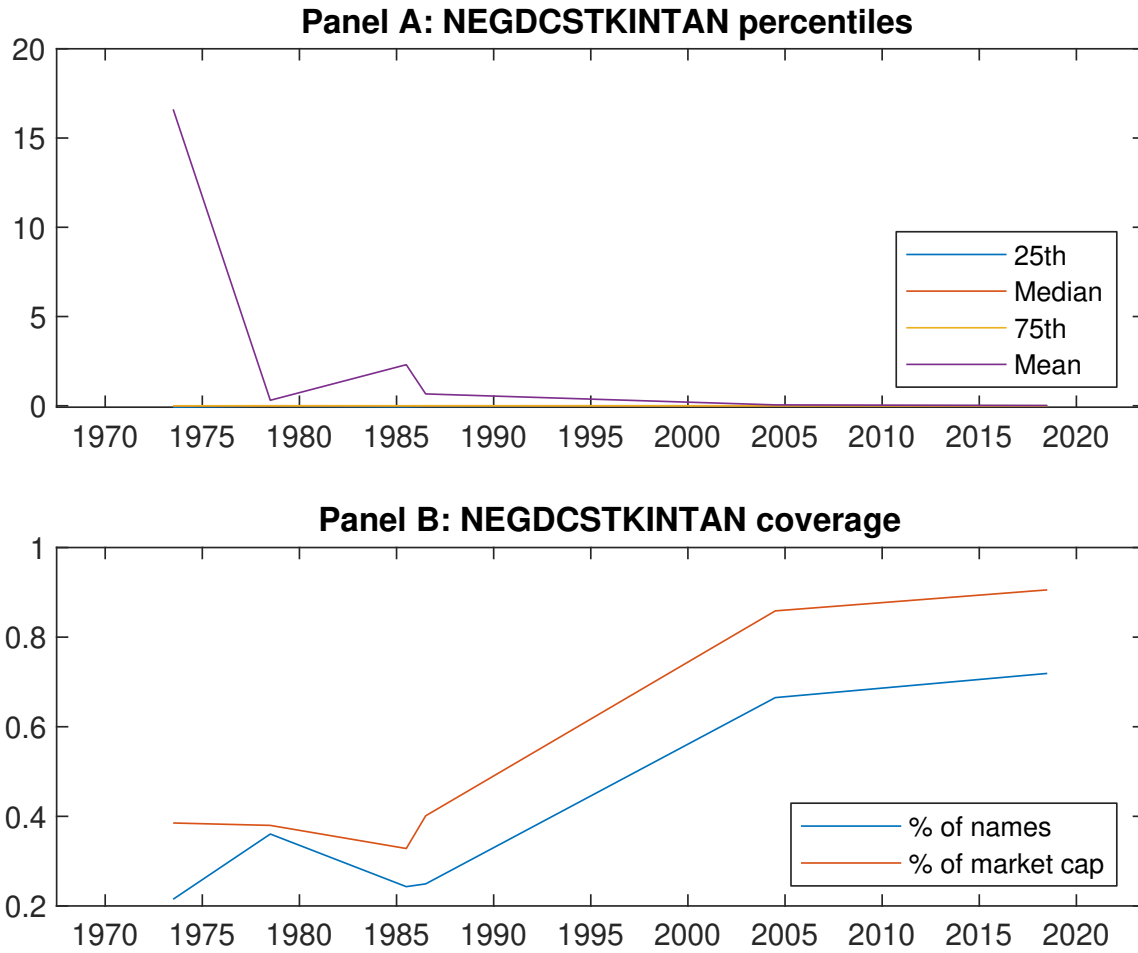 Panel A: NEGDCSTKINTAN percentiles
20
15
10
5
0
25th
Median
75th
Mean
1970 1975 1980 1985 1990 1995 2000 2005 2010 2015 2020
Panel B: NEGDCSTKINTAN coverage
1
0.8
0.6
0.4
0.2
% of names
% of market cap
1970 1975 1980 1985 1990 1995 2000 2005 2010 2015 2020